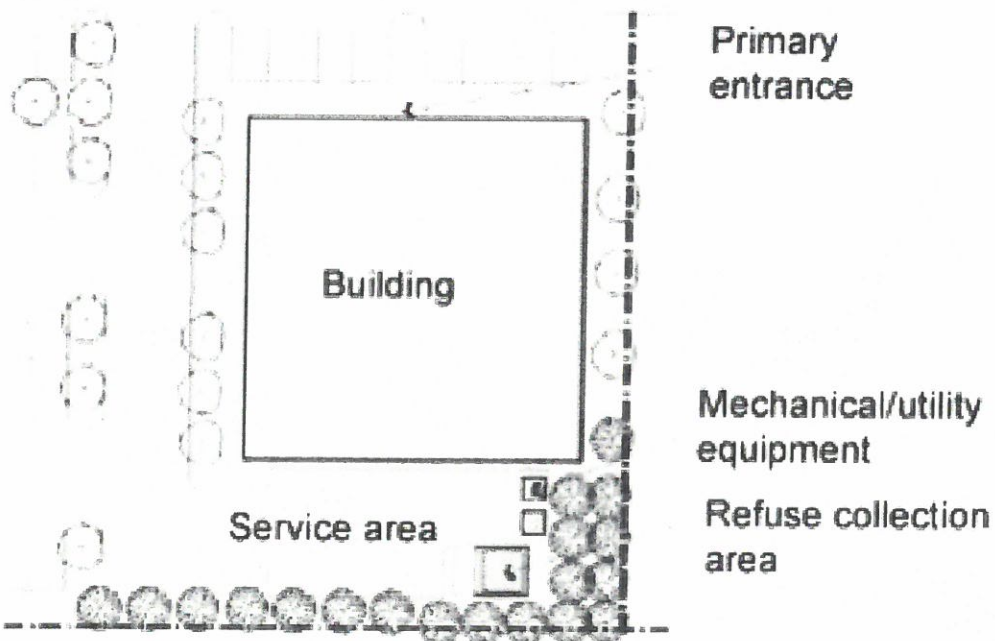 Primary
entrance
Building
Mechanical/utility
equipment
Service area
Refuse collection
area